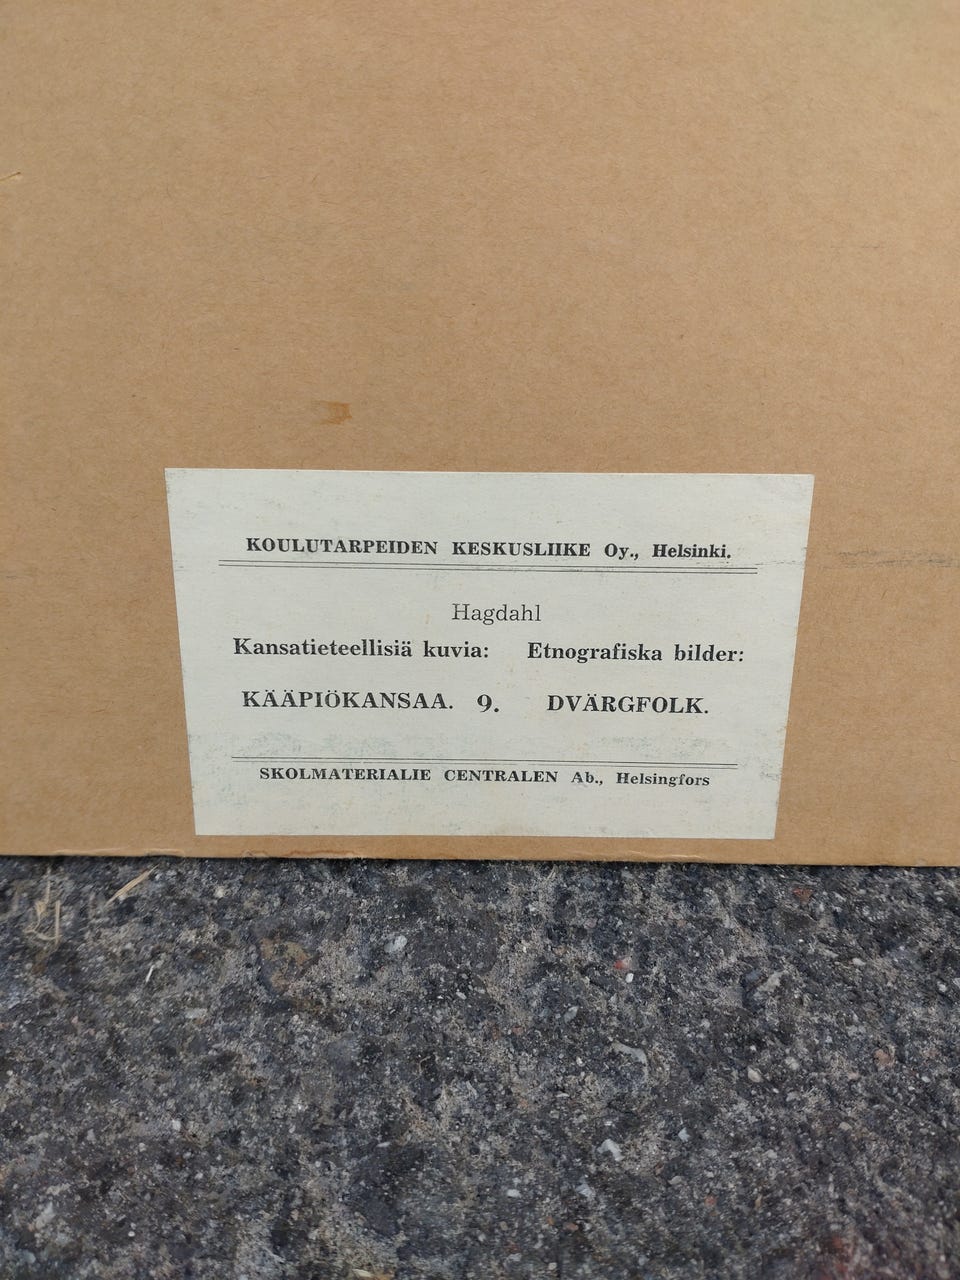 KOULUTARPEIDEN KESKUSLIIKE Oy., Helsinki.
Hagdahl
Kansatieteellisiä kuvia: Etnografiska bilder:
KÄÄPIÖKANSAA. 9. DVÄRGFOLK.
SKOLMATERIALIE CENTRALEN Ab., Helsingfors